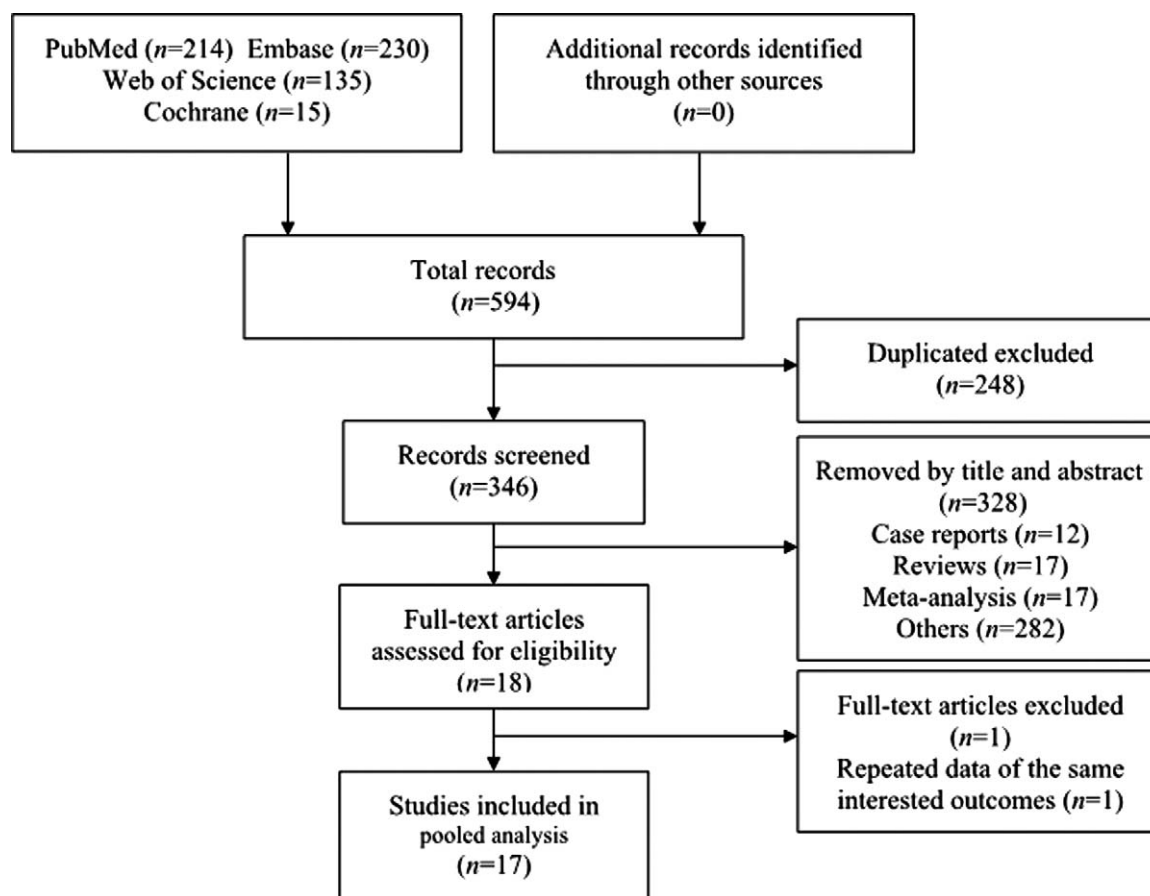 PubMed (n=214) Embase (n=230)
Web of Science (n=135)
Cochrane (n=15)
Additional records identified
through other sources
(n=0)
Total records
(n=594)
Duplicated excluded
(n=248)
Records screened
(n=346)
Removed by title and abstract
(n=328)
Case reports (n=12)
Reviews (n=17)
Meta-analysis (n=17)
Others (n=282)
Full-text articles
assessed for eligibility
(n=18)
Full-text articles excluded
(n=1)
Repeated data of the same
interested outcomes (n=1)
Studies included in
pooled analysis
(n=17)